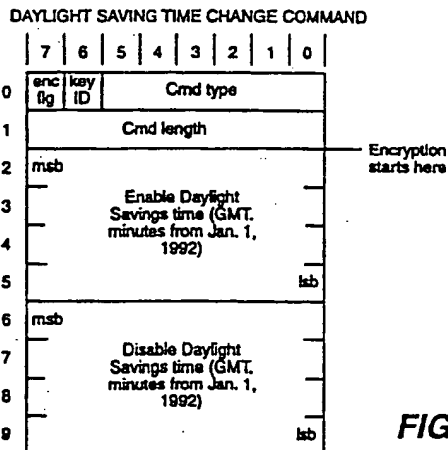 DAYLIGHT SAVING TIME CHANGE COMMAND
7 6 5 4 3 2 1 0
0 enc flg key ID Cmd type
1 Cmd length
Encryption starts here
2 msb
3 Enable Daylight
Savings time (GMT.
4 minutes from Jan. 1,
1992)
5 lsb
6 msb
7 Disable Daylight
Savings time (GMT.
8 minutes from Jan. 1,
1992)
9 lsb
FIG